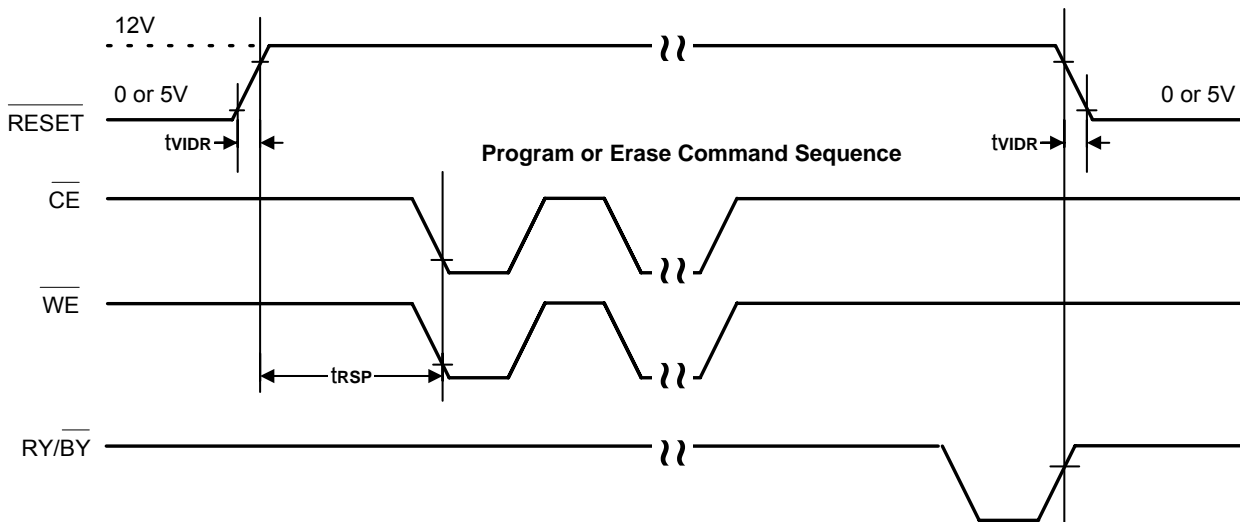 12V
0 or 5V
0 or 5V
RESET
tVIDR
tVIDR
Program or Erase Command Sequence
CE
WE
tRSP
RY/BY